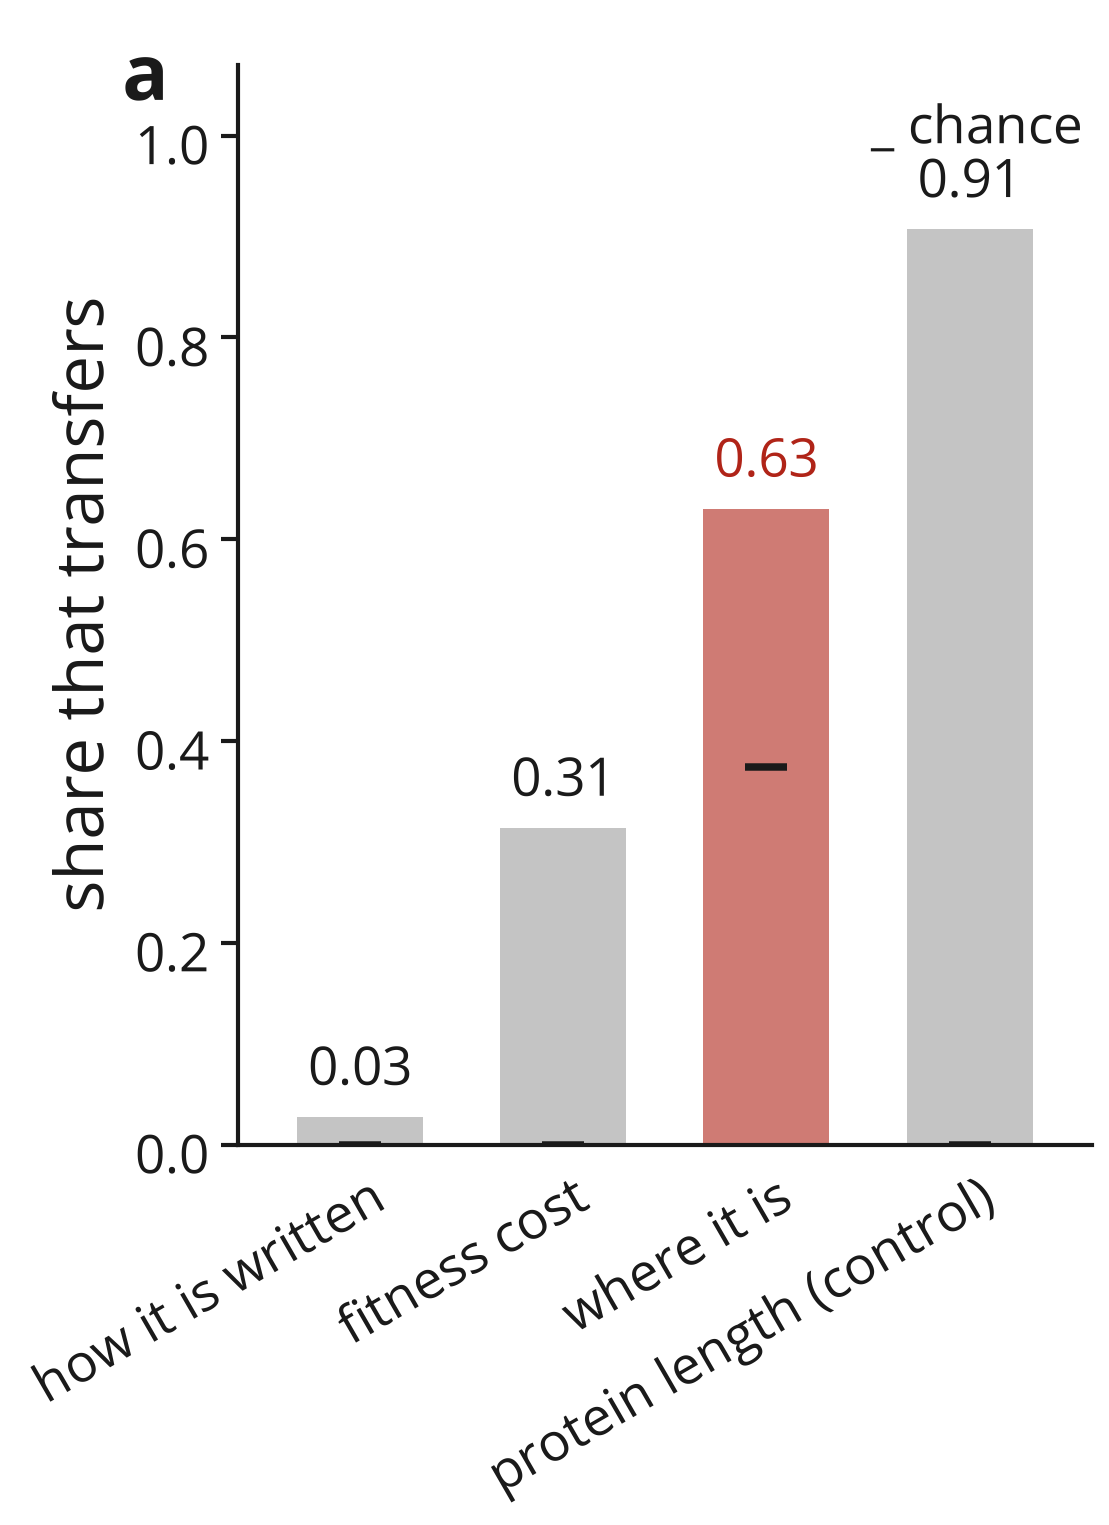 a
share that transfers
1.0
0.8
0.6
0.4
0.2
0.0
chance
0.91
0.63
0.31
0.03
how it is written
fitness cost
where it is
protein length (control)